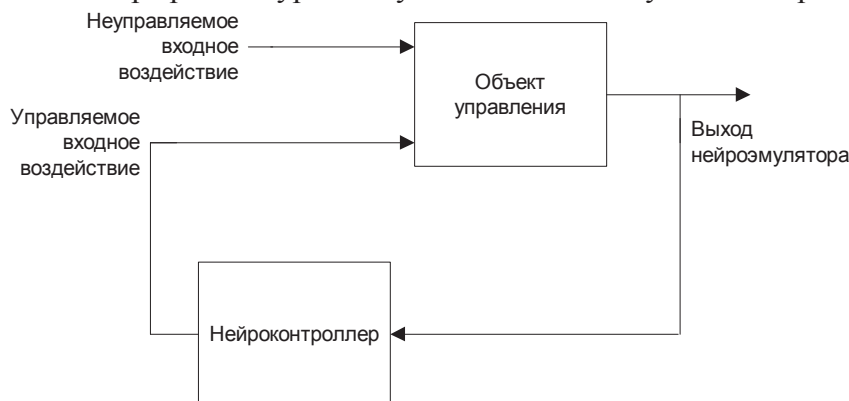 Неуправляемое
входное
воздействие
Объект
управления
Управляемое
входное
воздействие
Выход
нейроэмулятора
Нейроконтроллер